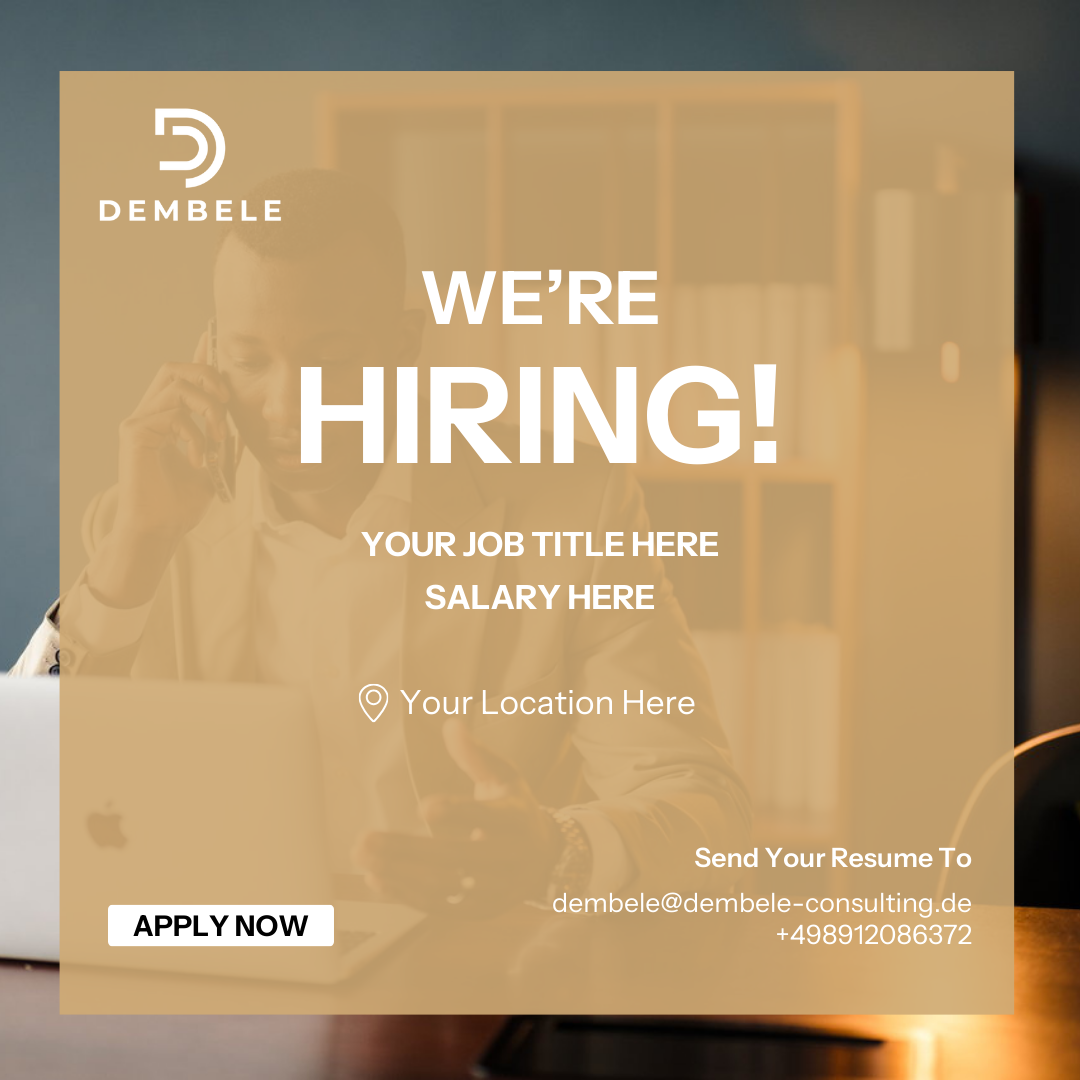 DEMBELE
WE’RE
HIRING!
YOUR JOB TITLE HERE
SALARY HERE
Your Location Here
Send Your Resume To
dembele@dembele-consulting.de
+498912086372
APPLY NOW